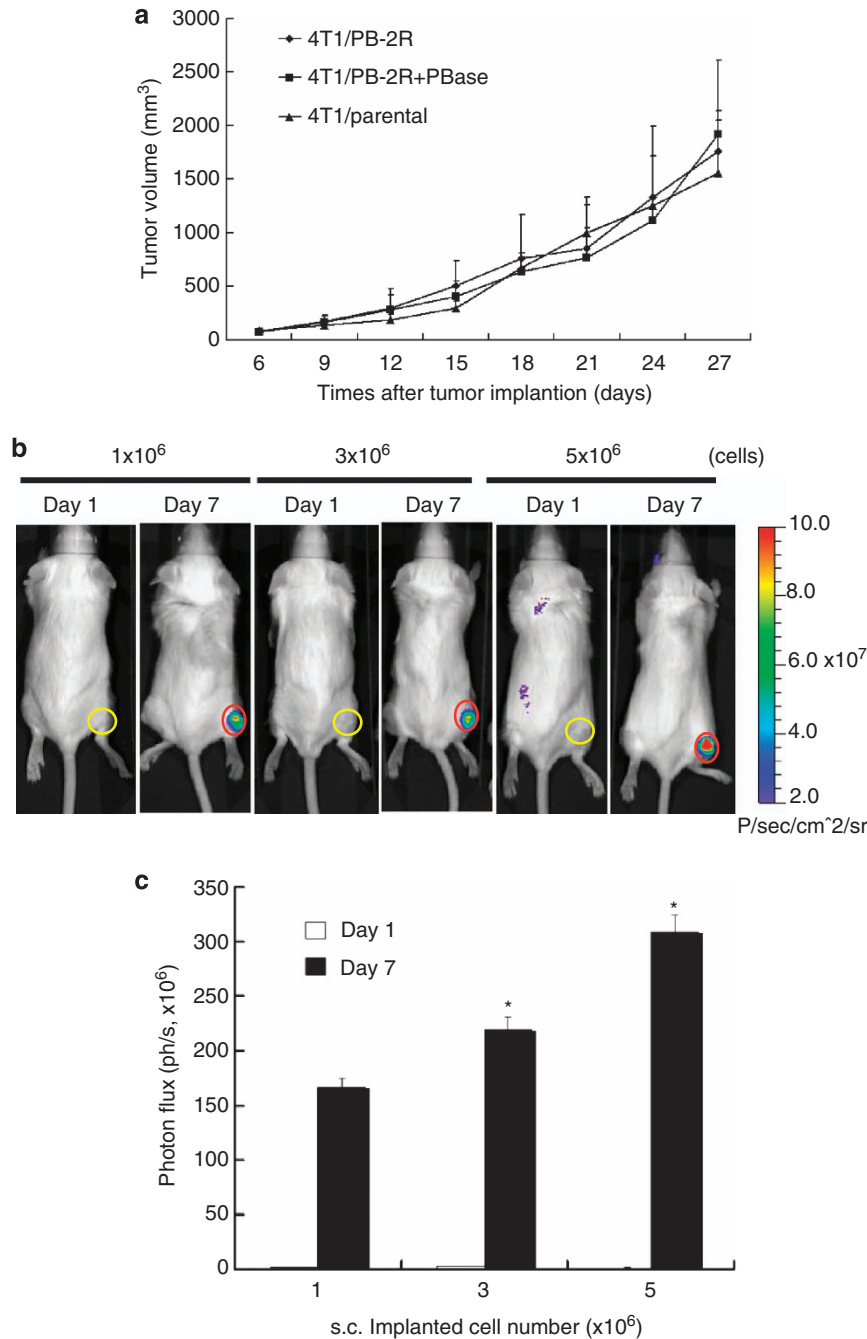 a
3000
2500
2000
1500
1000
500
0
Tumor volume (mm³)
4T1/PB-2R
4T1/PB-2R+PBase
4T1/parental
6 9 12 15 18 21 24 27
Times after tumor implantion (days)
b
1x10⁶ 3x10⁶ 5x10⁶ (cells)
Day 1 Day 7 Day 1 Day 7 Day 1 Day 7
10.0
8.0
6.0 x10⁷
4.0
2.0
P/sec/cm^2/sr
c
350
300
250
200
150
100
50
0
Photon flux (ph/s, x10⁶)
Day 1
Day 7
* *
1 3 5
s.c. Implanted cell number (x10⁶)